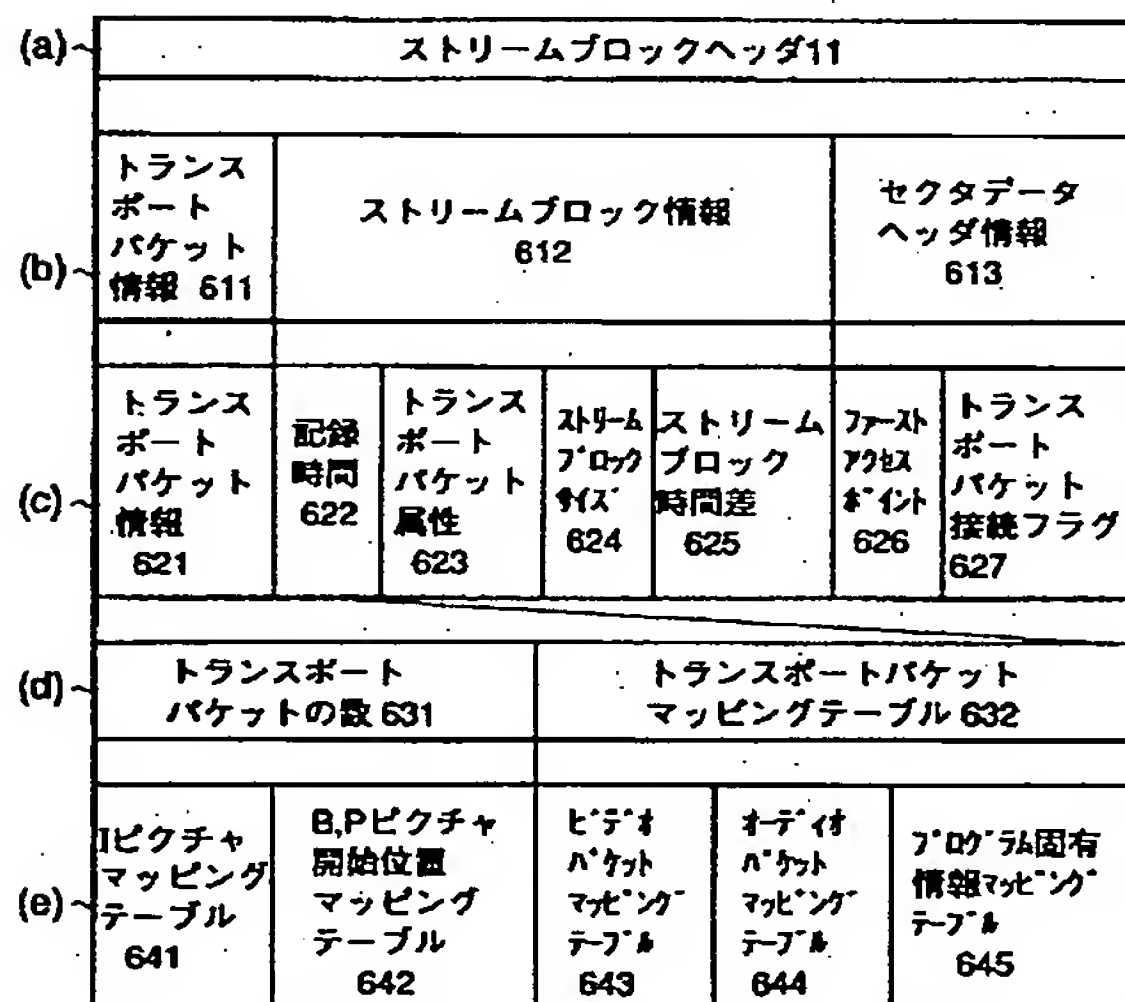 (a)
ストリームブロックヘッダ11
(b)
トランス
ポート
パケット
情報 611
ストリームブロック情報
612
セクタデータ
ヘッダ情報
613
(c)
トランス
ポート
パケット
情報
621
記録
時間
622
トランス
ポート
パケット
属性
623
ストリーム
ブロック
サイズ
624
ストリーム
ブロック
時間差
625
ファースト
アクセス
ポイント
626
トランス
ポート
パケット
接続フラグ
627
(d)
トランスポート
パケットの数 631
トランスポートパケット
マッピングテーブル 632
(e)
Iピクチャ
マッピング
テーブル
641
B,Pピクチャ
開始位置
マッピング
テーブル
642
ビデオ
パケット
マッピング
テーブル
643
オーディオ
パケット
マッピング
テーブル
644
プログラム固有
情報マッピング
テーブル
645